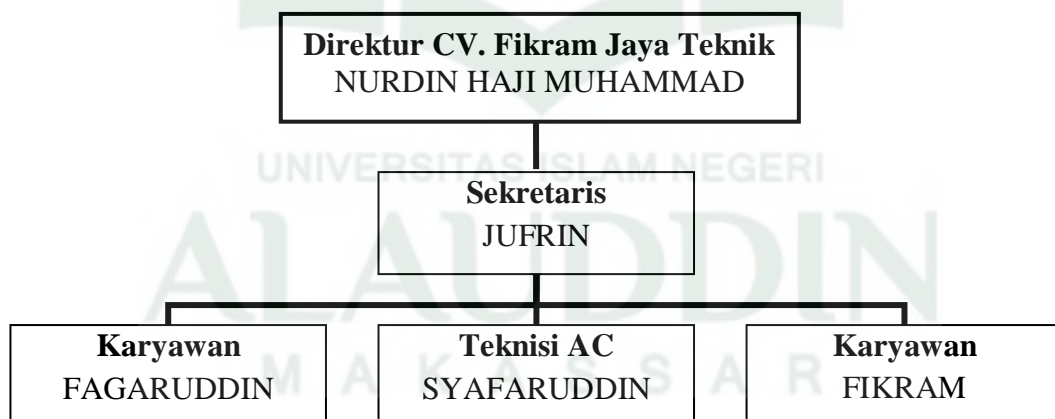 Direktur CV. Fikram Jaya Teknik
NURDIN HAJI MUHAMMAD
UNIVERSITAS ISLAM NEGERI
Sekretaris
JUFRIN
ALAUDDIN
Karyawan
FAGARUDDIN
Teknisi AC
SYAFARUDDIN
Karyawan
FIKRAM
MAKASSAR